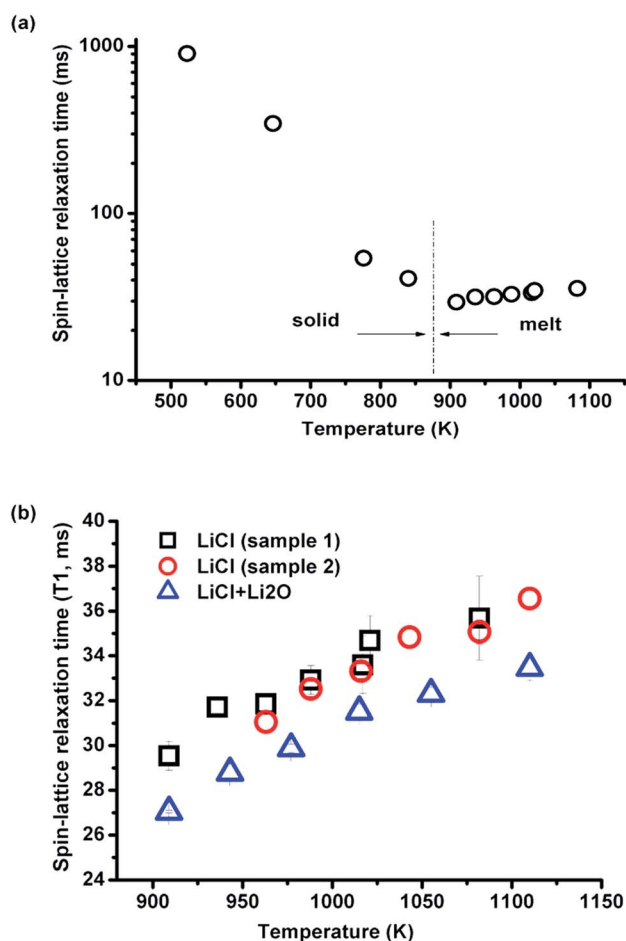 (a)
Spin-lattice relaxation time (ms)
1000
100
10
solid
melt
500 600 700 800 900 1000 1100
Temperature (K)
(b)
Spin-lattice relaxation time (T1, ms)
40
38
36
34
32
30
28
26
24
LiCl (sample 1)
LiCl (sample 2)
LiCl+Li2O
900 950 1000 1050 1100 1150
Temperature (K)